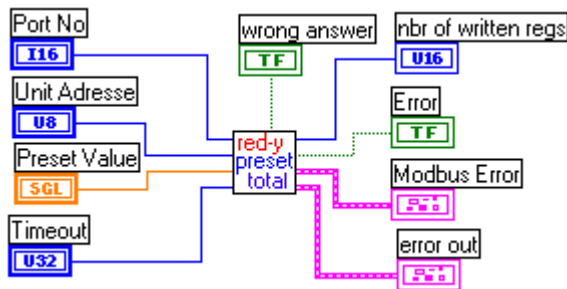 Port No
I16
Unit Adresse
U8
Preset Value
SGL
Timeout
U32
wrong answer
TF
red-y
preset
total
nbr of written regs
U16
Error
TF
Modbus Error
error out